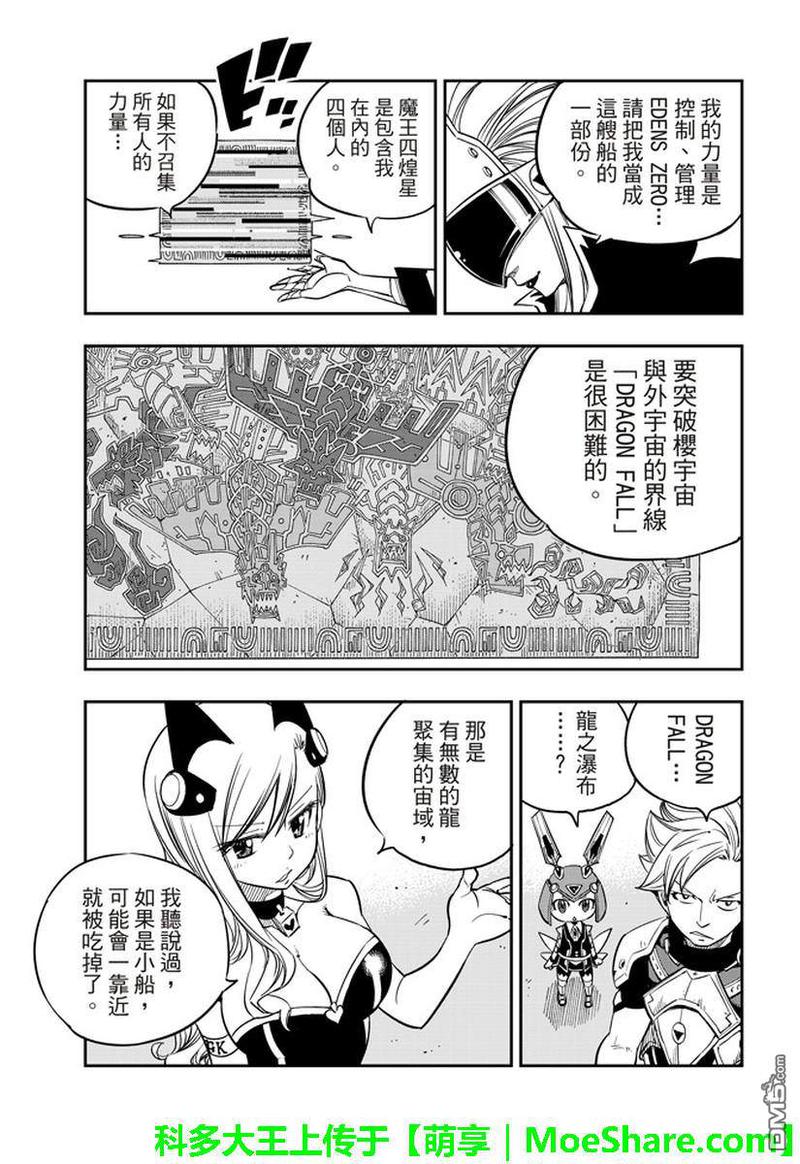 我的力量是
控制、管理
EDENS ZERO…
請把我當成
這艘船的
一部份。
魔王四煌星
是包含我
在內的
四個人。
如果不召集
所有人的
力量…
要突破櫻宇宙
與外宇宙的界線
「DRAGON FALL」
是很困難的。
DRAGON
FALL…
龍之瀑布
……?
那是
有無數的龍
聚集的宙域，
我聽說過，
如果是小船，
可能會一靠近
就被吃掉了。
GK
科多大王上传于【萌享｜MoeShare.com】
DM5.com